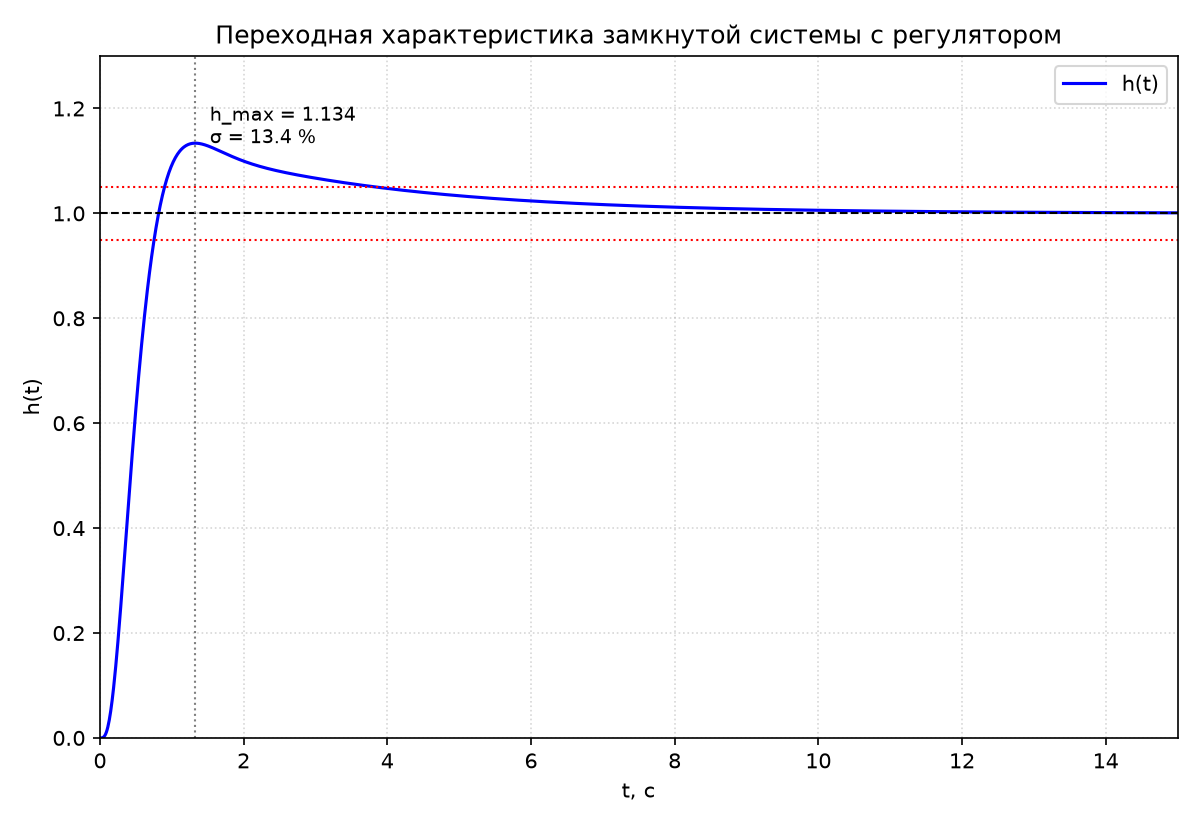 Переходная характеристика замкнутой системы с регулятором
h(t)
h_max = 1.134
σ = 13.4 %
1.2
1.0
0.8
0.6
0.4
0.2
0.0
h(t)
0 2 4 6 8 10 12 14
t, с